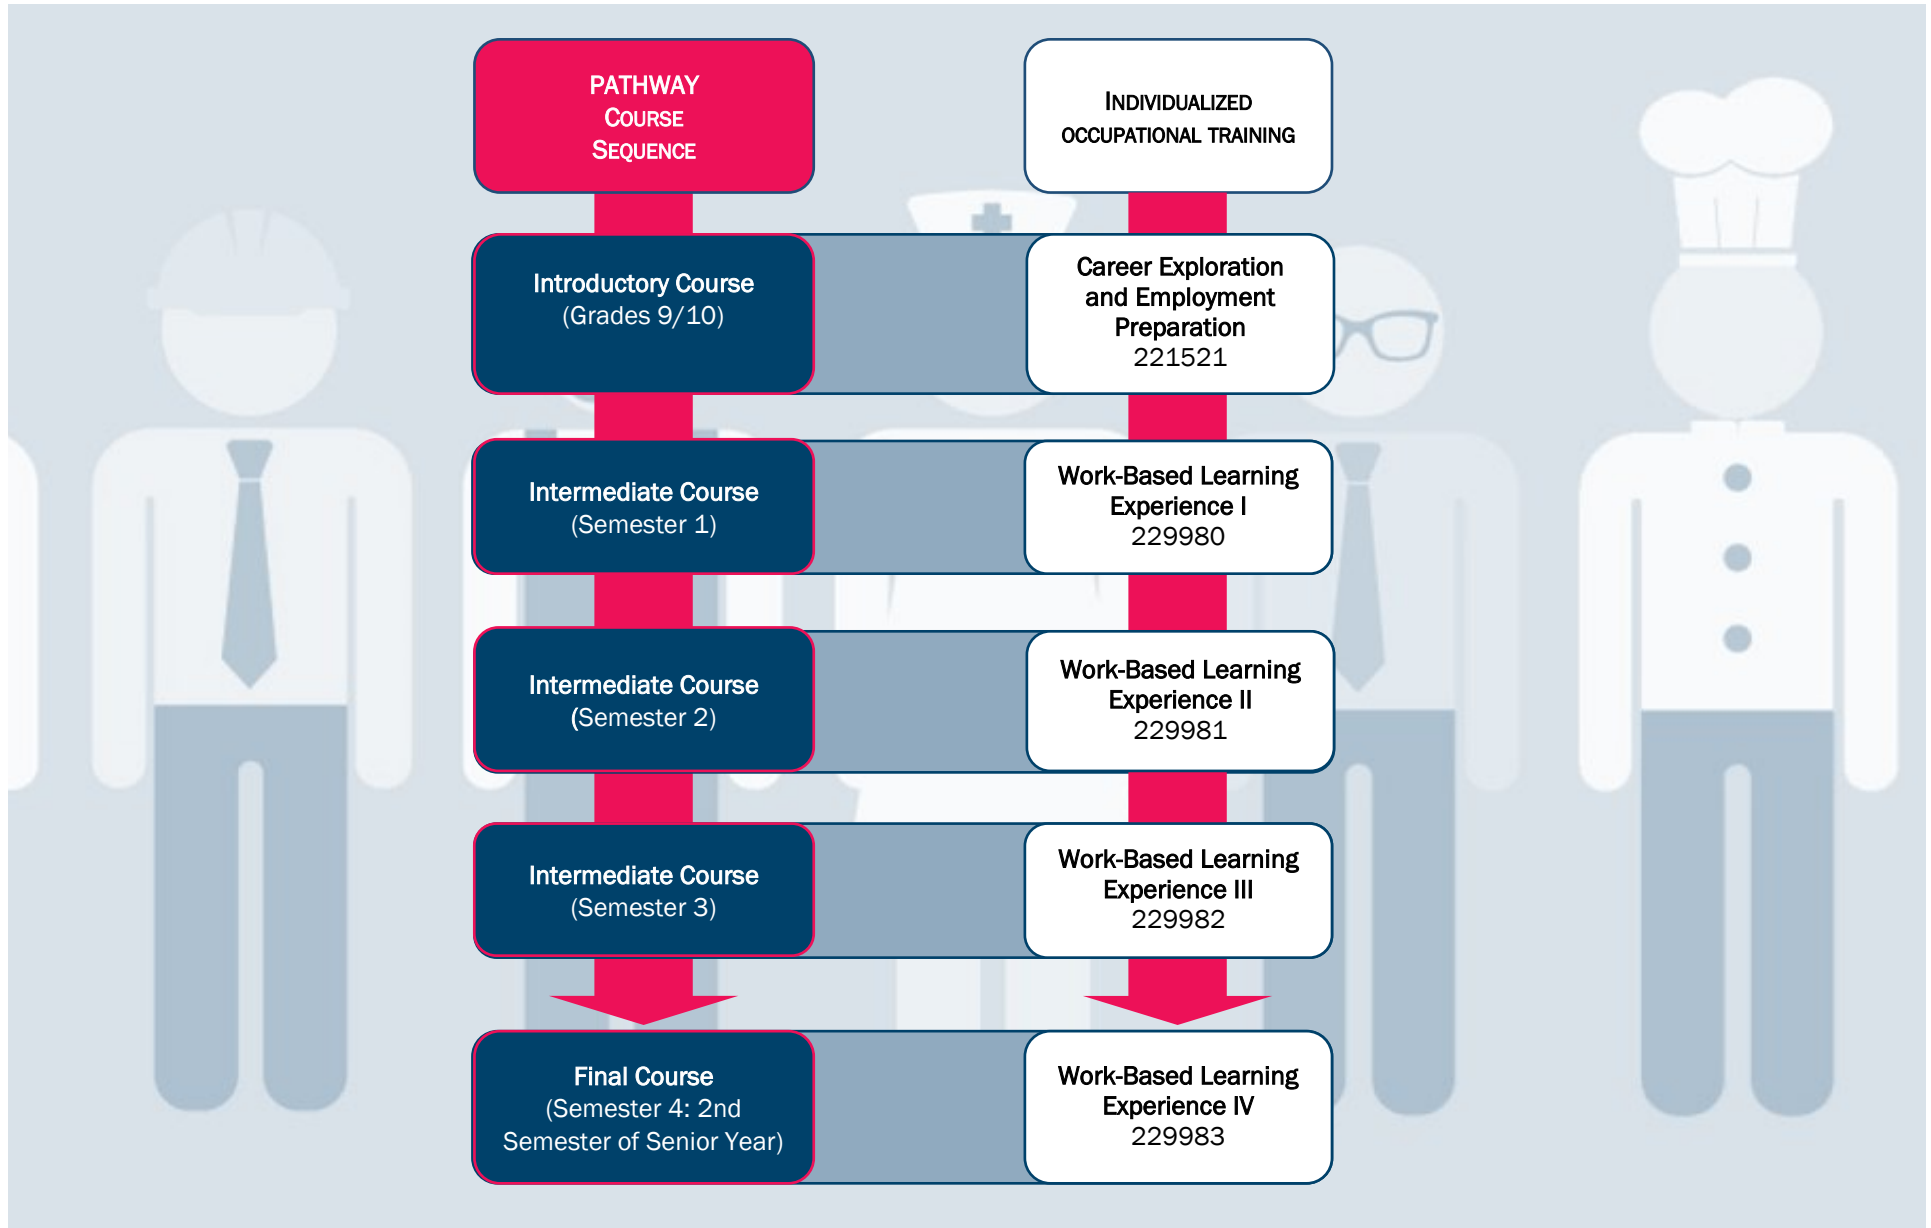 PATHWAY
COURSE
SEQUENCE
INDIVIDUALIZED
OCCUPATIONAL TRAINING
Introductory Course
(Grades 9/10)
Career Exploration
and Employment
Preparation
221521
Intermediate Course
(Semester 1)
Work-Based Learning
Experience I
229980
Intermediate Course
(Semester 2)
Work-Based Learning
Experience II
229981
Intermediate Course
(Semester 3)
Work-Based Learning
Experience III
229982
Final Course
(Semester 4: 2nd
Semester of Senior Year)
Work-Based Learning
Experience IV
229983